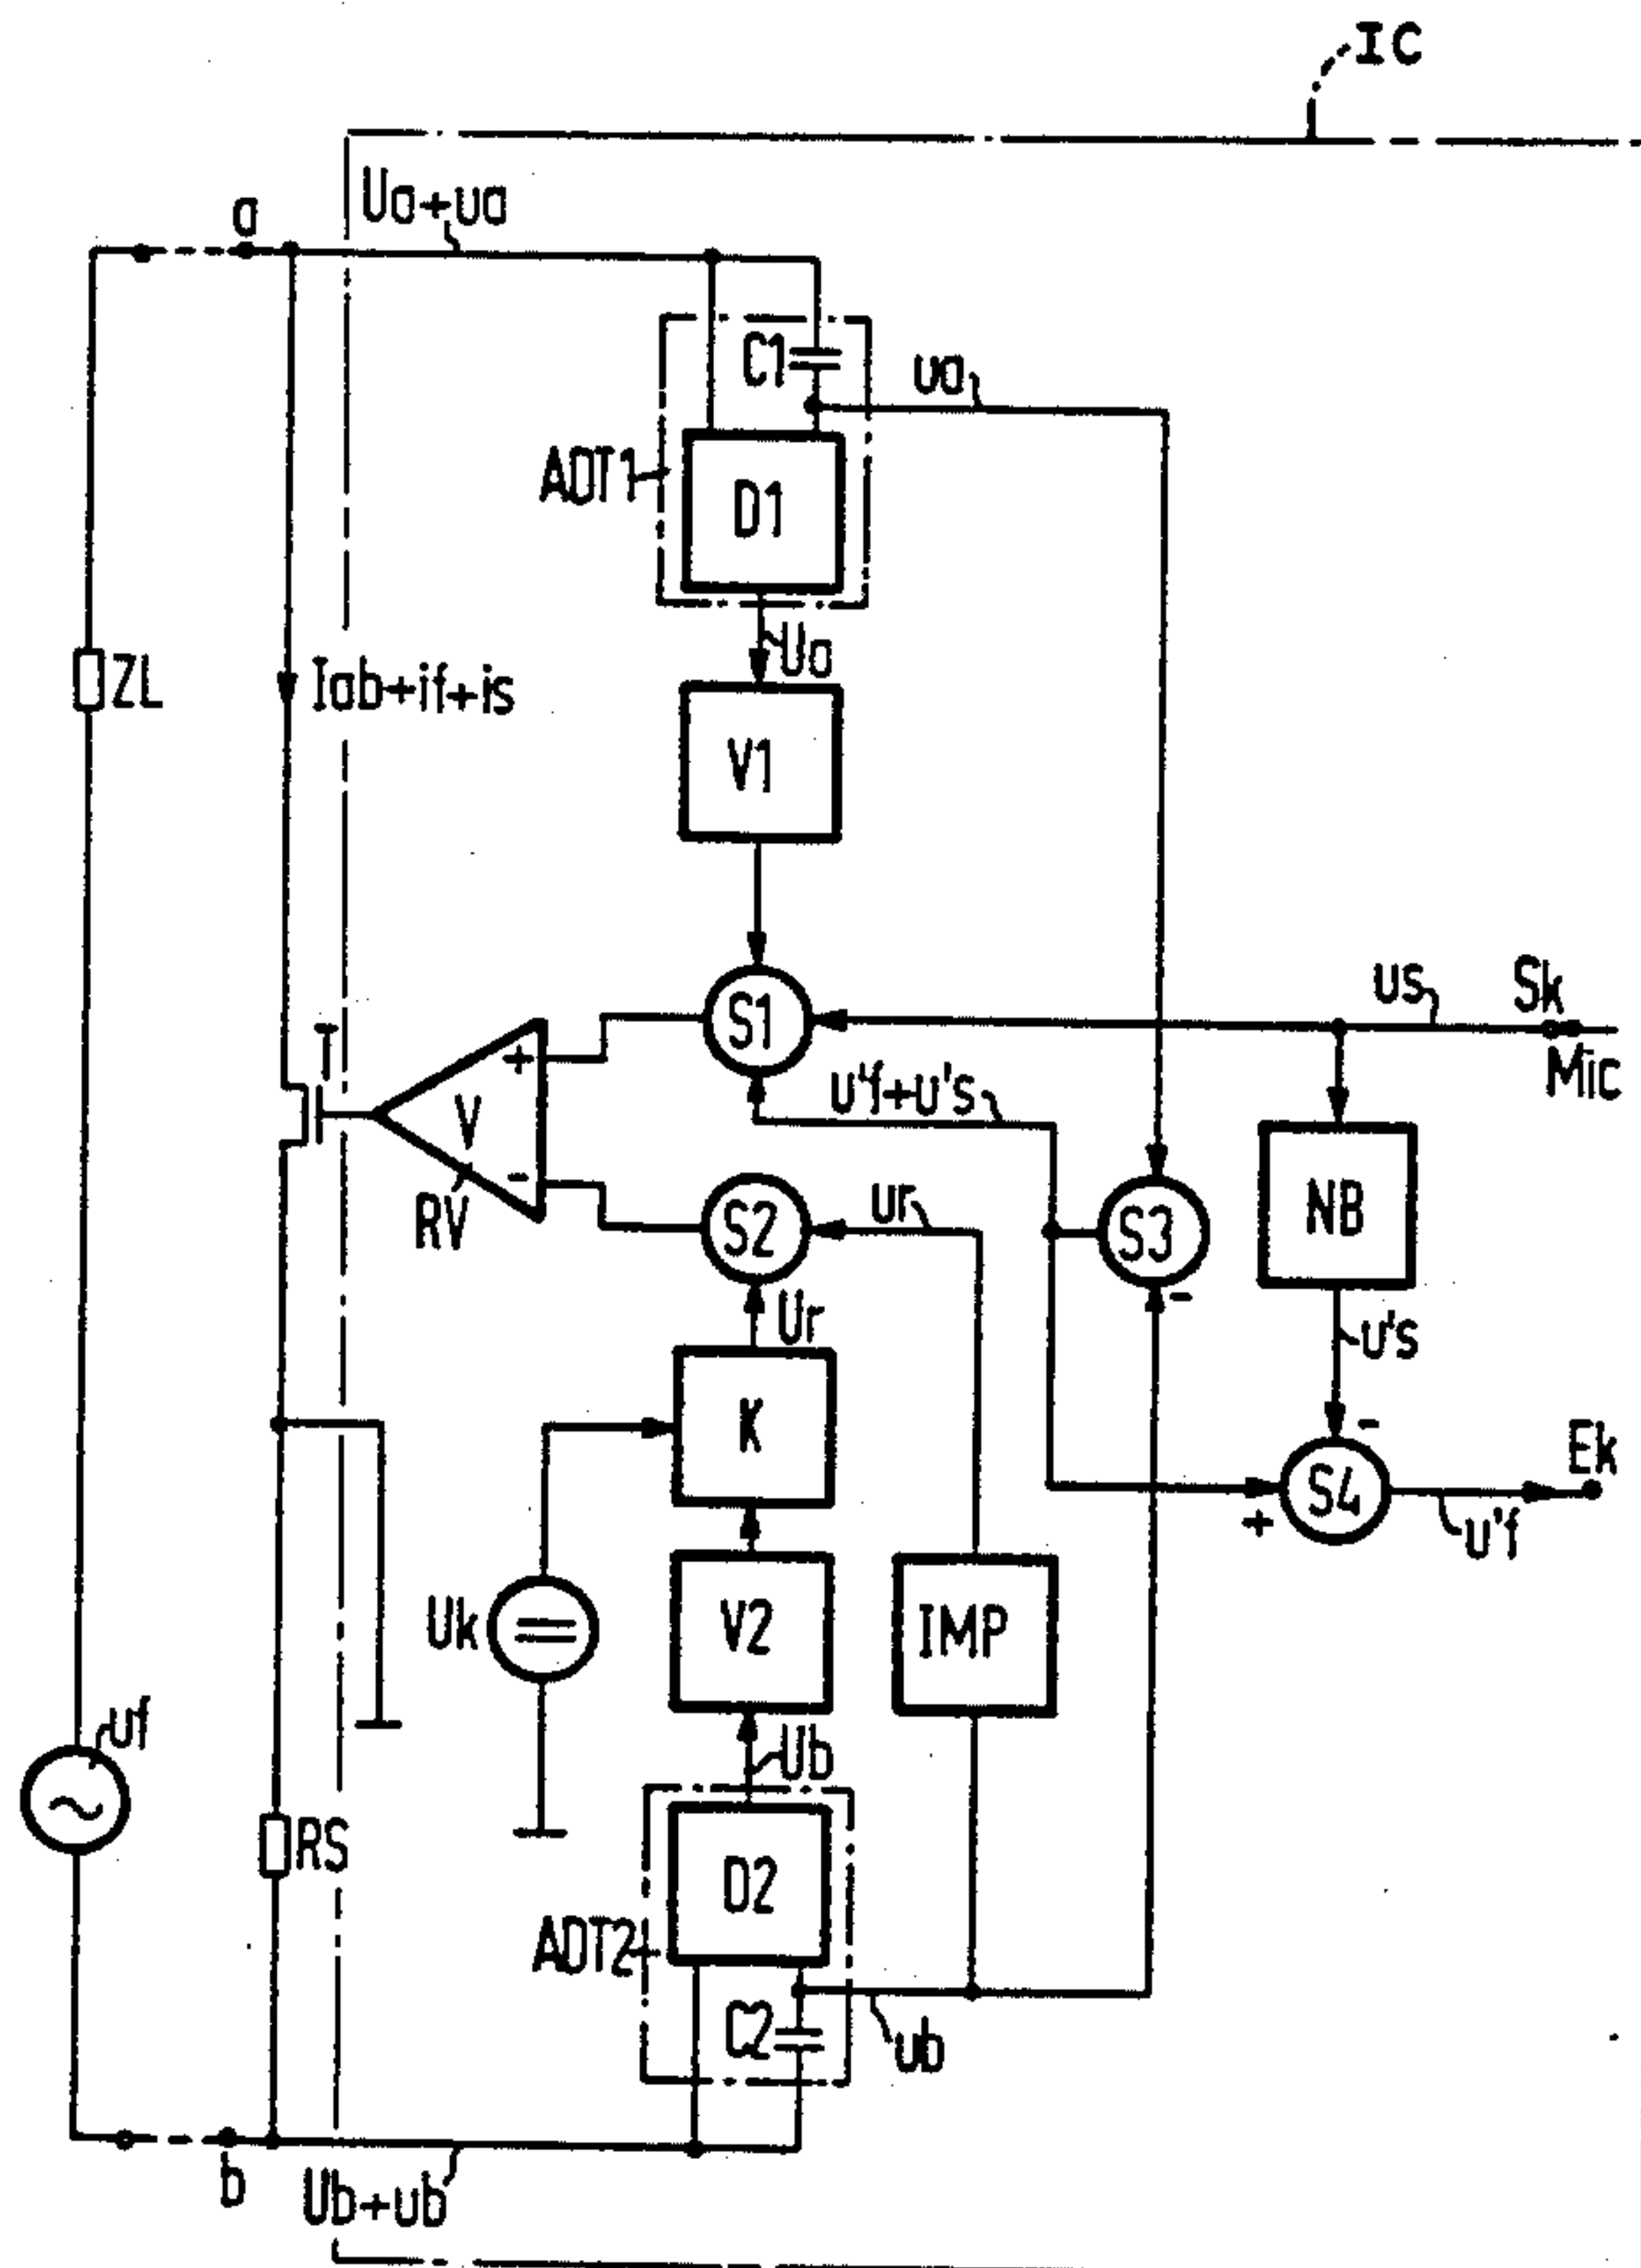 IC
Ua+ua
a
C1
ua
ADT1
D1
Ua
ZL
Iab+if+is
V1
us
Sk
S1
Mic
T
+
u'f+u's
V
-
RV
ur
S2
S3
NB
-
Ur
u's
K
-
Ek
S4
+
u'f
Uk
V2
IMP
uf
Ub
RS
D2
ADT2
C2
ub
b
Ub+ub